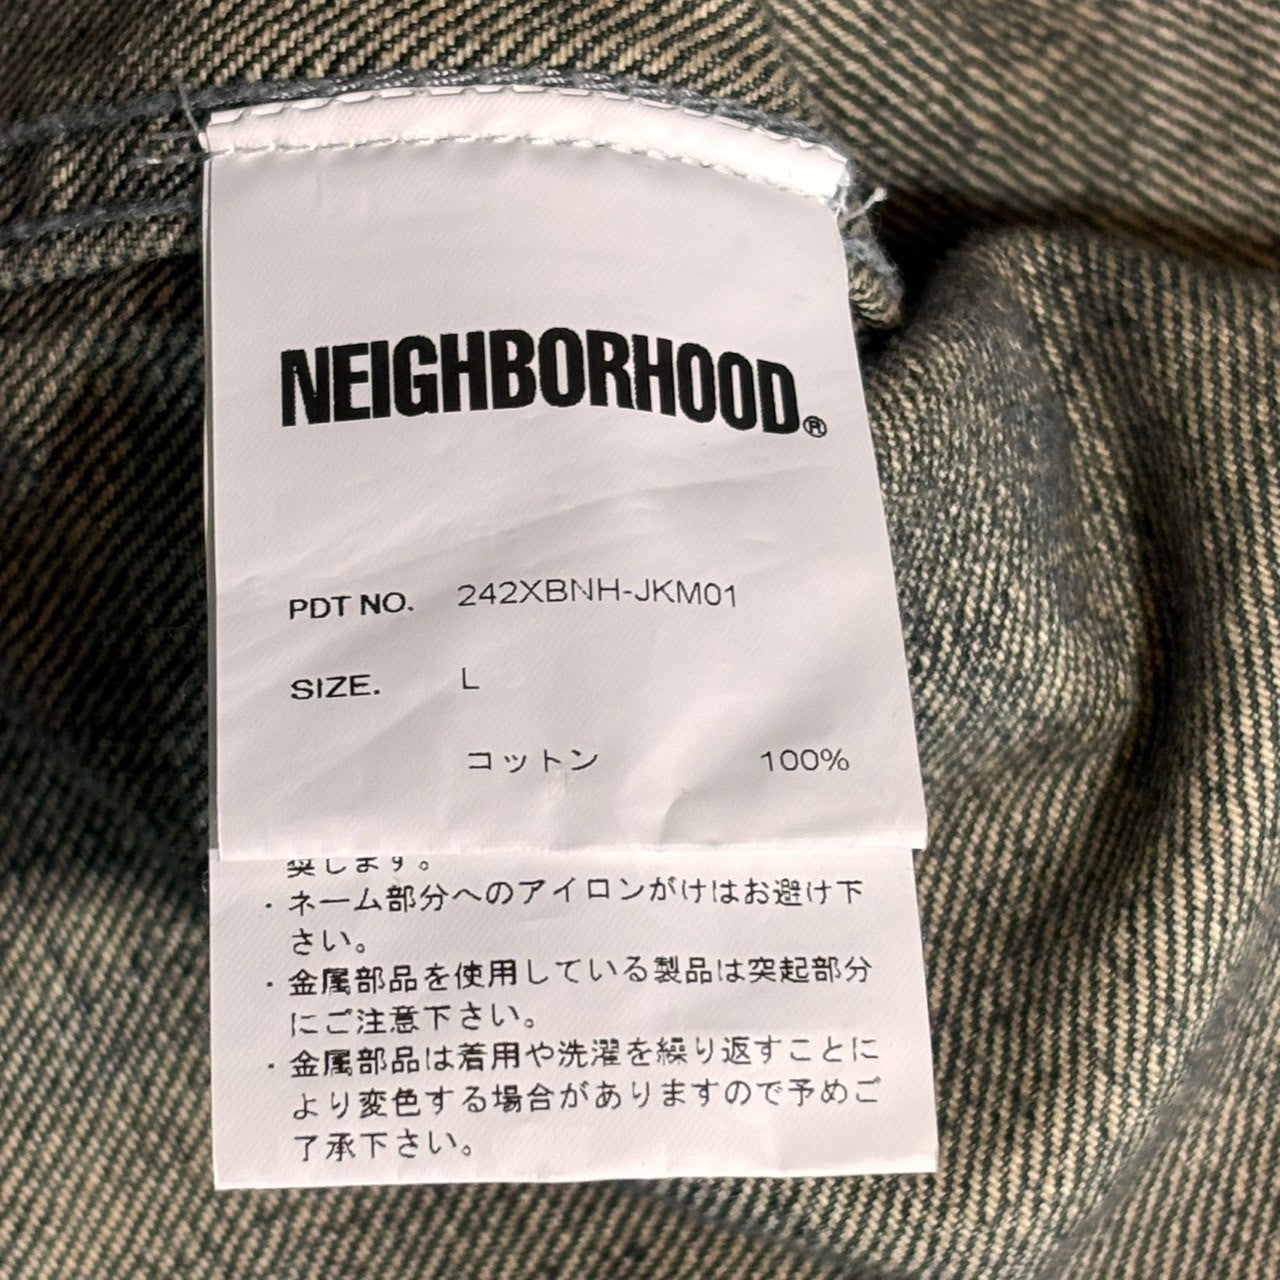 NEIGHBORHOOD®
PDT NO. 242XBNH-JKM01
SIZE. L
コットン 100%
奨します。
・ネーム部分へのアイロンがけはお避け下
さい。
・金属部品を使用している製品は突起部分
にご注意下さい。
・金属部品は着用や洗濯を繰り返すことに
より変色する場合がありますので予めご
了承下さい。